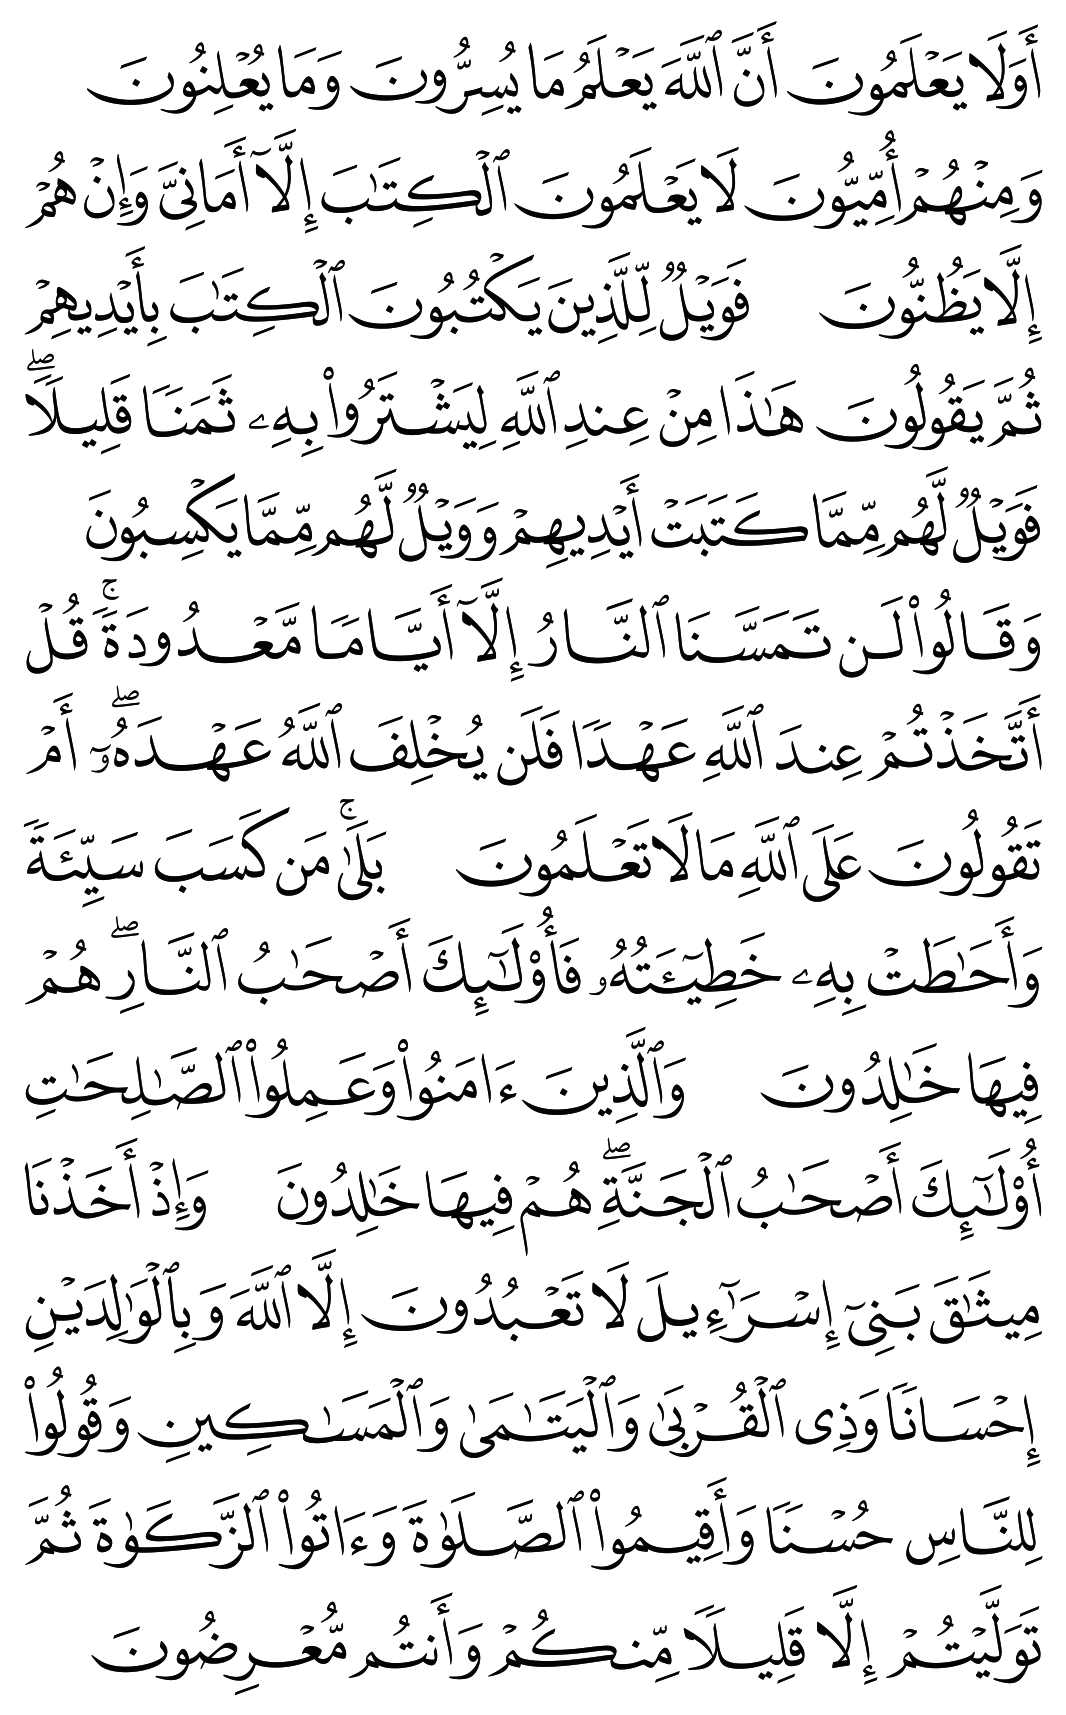 أَوَلَا يَعۡلَمُونَ أَنَّ ٱللَّهَ يَعۡلَمُ مَا يُسِرُّونَ وَمَا يُعۡلِنُونَ
وَمِنۡهُمۡ أُمِّيُّونَ لَا يَعۡلَمُونَ ٱلۡكِتَٰبَ إِلَّآ أَمَانِيَّ وَإِنۡ هُمۡ
إِلَّا يَظُنُّونَ فَوَيۡلٞ لِّلَّذِينَ يَكۡتُبُونَ ٱلۡكِتَٰبَ بِأَيۡدِيهِمۡ
ثُمَّ يَقُولُونَ هَٰذَا مِنۡ عِندِ ٱللَّهِ لِيَشۡتَرُواْ بِهِۦ ثَمَنٗا قَلِيلٗاۖ
فَوَيۡلٞ لَّهُم مِّمَّا كَتَبَتۡ أَيۡدِيهِمۡ وَوَيۡلٞ لَّهُم مِّمَّا يَكۡسِبُونَ
وَقَالُواْ لَن تَمَسَّنَا ٱلنَّارُ إِلَّآ أَيَّامٗا مَّعۡدُودَةٗۚ قُلۡ
أَتَّخَذۡتُمۡ عِندَ ٱللَّهِ عَهۡدٗا فَلَن يُخۡلِفَ ٱللَّهُ عَهۡدَهُۥٓۖ أَمۡ
تَقُولُونَ عَلَى ٱللَّهِ مَا لَا تَعۡلَمُونَ بَلَىٰۚ مَن كَسَبَ سَيِّئَةٗ
وَأَحَٰطَتۡ بِهِۦ خَطِيٓـَٔتُهُۥ فَأُوْلَٰٓئِكَ أَصۡحَٰبُ ٱلنَّارِۖ هُمۡ
فِيهَا خَٰلِدُونَ وَٱلَّذِينَ ءَامَنُواْ وَعَمِلُواْ ٱلصَّٰلِحَٰتِ
أُوْلَٰٓئِكَ أَصۡحَٰبُ ٱلۡجَنَّةِۖ هُمۡ فِيهَا خَٰلِدُونَ وَإِذۡ أَخَذۡنَا
مِيثَٰقَ بَنِيٓ إِسۡرَٰٓءِيلَ لَا تَعۡبُدُونَ إِلَّا ٱللَّهَ وَبِٱلۡوَٰلِدَيۡنِ
إِحۡسَانٗا وَذِي ٱلۡقُرۡبَىٰ وَٱلۡيَتَٰمَىٰ وَٱلۡمَسَٰكِينِ وَقُولُواْ
لِلنَّاسِ حُسۡنٗا وَأَقِيمُواْ ٱلصَّلَوٰةَ وَءَاتُواْ ٱلزَّكَوٰةَ ثُمَّ
تَوَلَّيۡتُمۡ إِلَّا قَلِيلٗا مِّنكُمۡ وَأَنتُم مُّعۡرِضُونَ